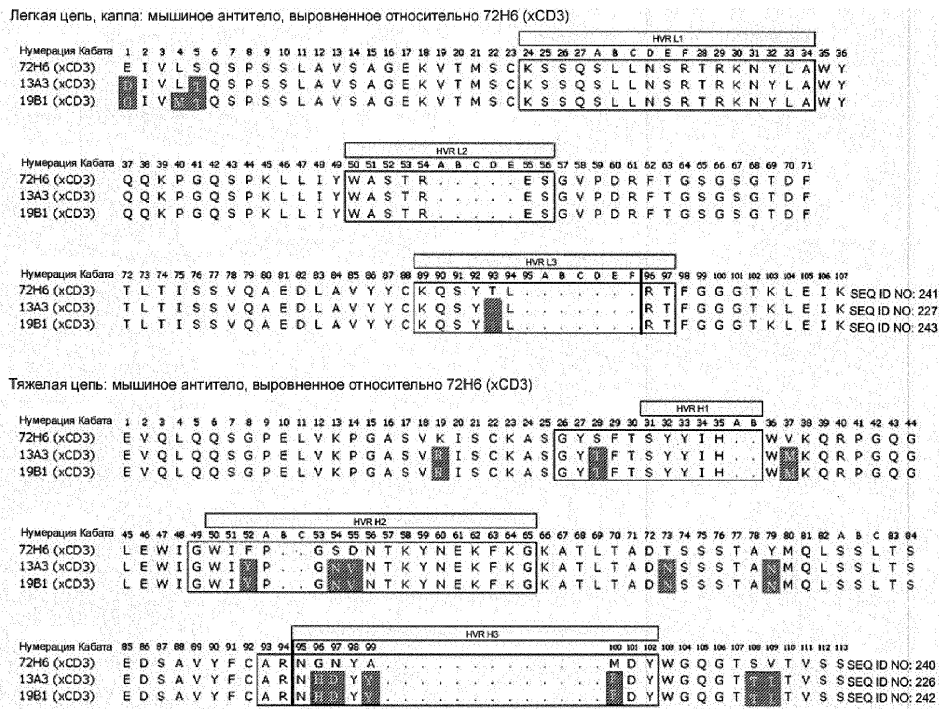 Легкая цепь, каппа: мышиное антитело, выровненное относительно 72H6 (xCD3)
HVR L1
Нумерация Кабата 1 2 3 4 5 6 7 8 9 10 11 12 13 14 15 16 17 18 19 20 21 22 23 24 25 26 27 A B C D E F 28 29 30 31 32 33 34 35 36
72H6 (xCD3) E I V L S Q S P S S L A V S A G E K V T M S C K S S Q S L L N S R T R K N Y L A W Y
13A3 (xCD3) I V L Q S P S S L A V S A G E K V T M S C K S S Q S L L N S R T R K N Y L A W Y
19B1 (xCD3) I V Q S P S S L A V S A G E K V T M S C K S S Q S L L N S R T R K N Y L A W Y
HVR L2
Нумерация Кабата 37 38 39 40 41 42 43 44 45 46 47 48 49 50 51 52 53 54 A B C D E 55 56 57 58 59 60 61 62 63 64 65 66 67 68 69 70 71
72H6 (xCD3) Q Q K P G Q S P K L L I Y W A S T R . . . . . E S G V P D R F T G S G S G T D F
13A3 (xCD3) Q Q K P G Q S P K L L I Y W A S T R . . . . . E S G V P D R F T G S G S G T D F
19B1 (xCD3) Q Q K P G Q S P K L L I Y W A S T R . . . . . E S G V P D R F T G S G S G T D F
HVR L3
Нумерация Кабата 72 73 74 75 76 77 78 79 80 81 82 83 84 85 86 87 88 89 90 91 92 93 94 95 A B C D E F 96 97 98 99 100 101 102 103 104 105 106 107
72H6 (xCD3) T L T I S S V Q A E D L A V Y Y C K Q S Y T L . . . . . . . R T F G G G T K L E I K SEQ ID NO: 241
13A3 (xCD3) T L T I S S V Q A E D L A V Y Y C K Q S Y L . . . . . . . R T F G G G T K L E I K SEQ ID NO: 227
19B1 (xCD3) T L T I S S V Q A E D L A V Y Y C K Q S Y L . . . . . . . R T F G G G T K L E I K SEQ ID NO: 243
Тяжелая цепь: мышиное антитело, выровненное относительно 72H6 (xCD3)
HVR H1
Нумерация Кабата 1 2 3 4 5 6 7 8 9 10 11 12 13 14 15 16 17 18 19 20 21 22 23 24 25 26 27 28 29 30 31 32 33 34 35 A B 36 37 38 39 40 41 42 43 44
72H6 (xCD3) E V Q L Q Q S G P E L V K P G A S V K I S C K A S G Y S F T S Y Y I H . . W V K Q R P G Q G
13A3 (xCD3) E V Q L Q Q S G P E L V K P G A S V I S C K A S G Y F T S Y Y I H . . W K Q R P G Q G
19B1 (xCD3) E V Q L Q Q S G P E L V K P G A S V I S C K A S G Y F T S Y Y I H . . W K Q R P G Q G
HVR H2
Нумерация Кабата 45 46 47 48 49 50 51 52 A B C 53 54 55 56 57 58 59 60 61 62 63 64 65 66 67 68 69 70 71 72 73 74 75 76 77 78 79 80 81 82 A B C 83 84
72H6 (xCD3) L E W I G W I F P . . G S D N T K Y N E K F K G K A T L T A D T S S S T A Y M Q L S S L T S
13A3 (xCD3) L E W I G W I P . . G N T K Y N E K F K G K A T L T A D S S S T A M Q L S S L T S
19B1 (xCD3) L E W I G W I P . . G N T K Y N E K F K G K A T L T A D S S S T A M Q L S S L T S
HVR H3
Нумерация Кабата 85 86 87 88 89 90 91 92 93 94 95 96 97 98 99 100 101 102 103 104 105 106 107 108 109 110 111 112 113
72H6 (xCD3) E D S A V Y F C A R N G N Y A . . . . . . . . . . . . . . . M D Y W G Q G T S V T V S S SEQ ID NO: 240
13A3 (xCD3) E D S A V Y F C A R N Y . . . . . . . . . . . . . . . D Y W G Q G T T V S S SEQ ID NO: 226
19B1 (xCD3) E D S A V Y F C A R N Y . . . . . . . . . . . . . . . D Y W G Q G T T V S S SEQ ID NO: 242